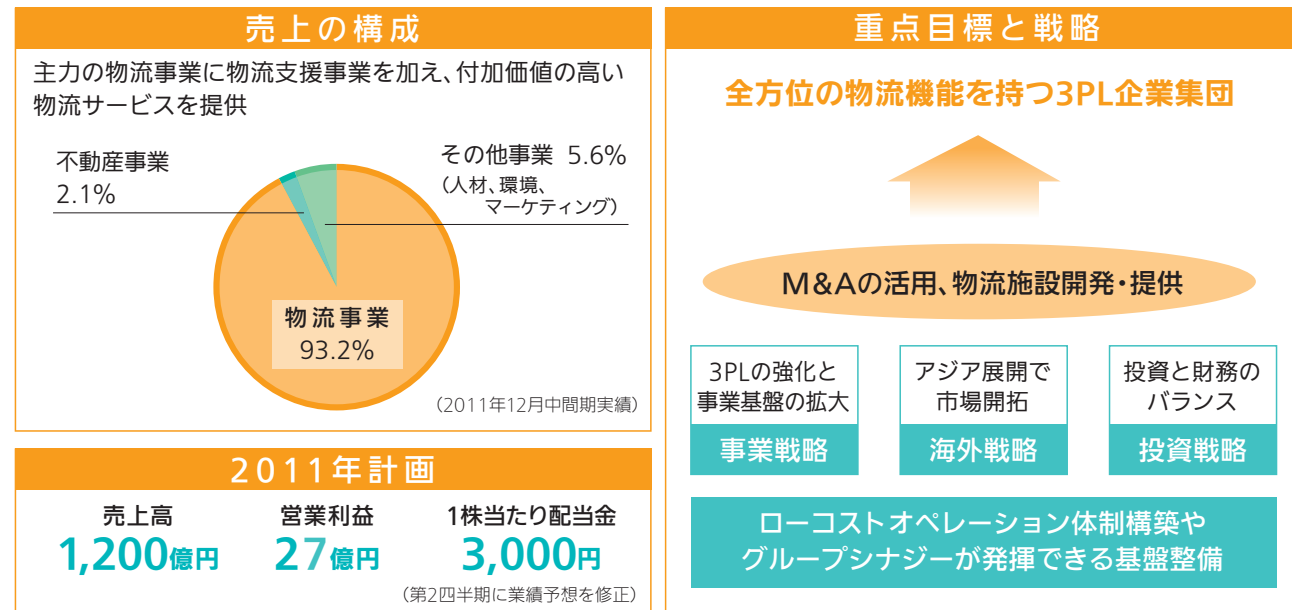 売上の構成
主力の物流事業に物流支援事業を加え、付加価値の高い
物流サービスを提供
不動産事業
2.1%
その他事業 5.6%
（人材、環境、
マーケティング）
物流事業
93.2%
（2011年12月中間期実績）
2011年計画
売上高
1,200億円
営業利益
27億円
1株当たり配当金
3,000円
（第2四半期に業績予想を修正）
重点目標と戦略
全方位の物流機能を持つ3PL企業集団
M&Aの活用、物流施設開発・提供
3PLの強化と
事業基盤の拡大
事業戦略
アジア展開で
市場開拓
海外戦略
投資と財務の
バランス
投資戦略
ローコストオペレーション体制構築や
グループシナジーが発揮できる基盤整備